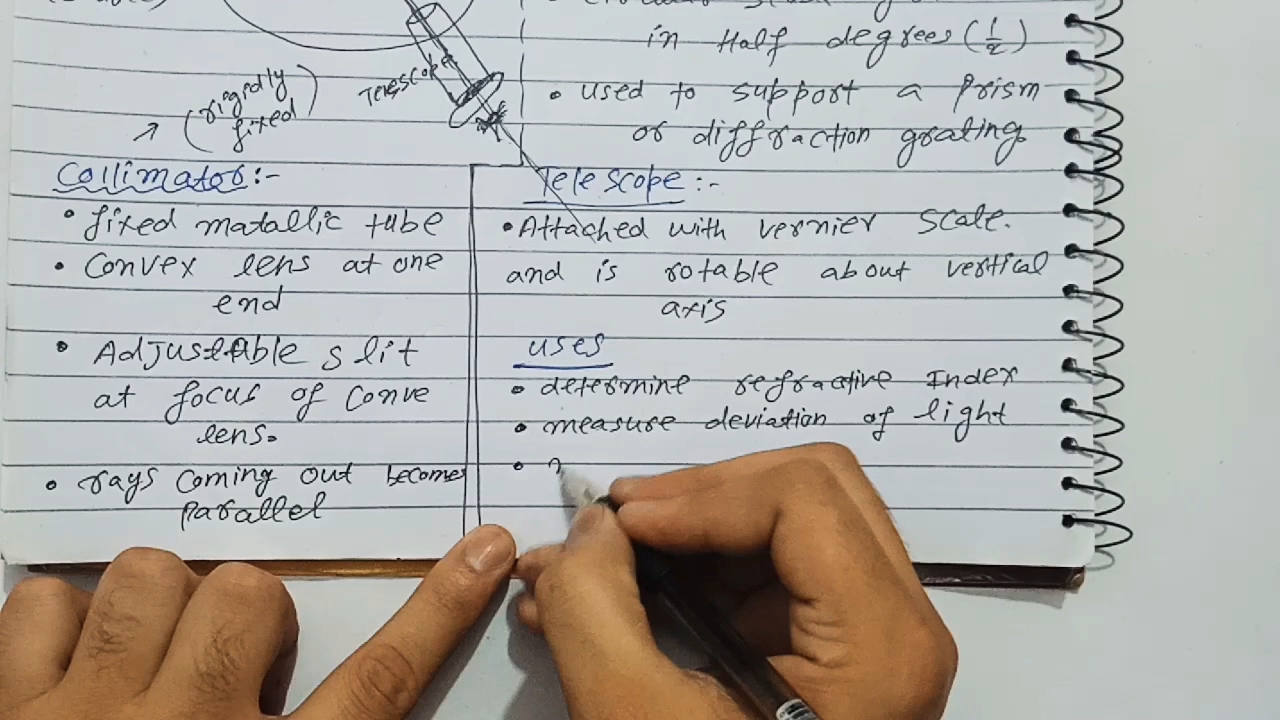 in Half degrees (1/2)
• used to support a Prism
or diffraction grating.
Telescope
(ringedly
fixed)
Collimator:-
• fixed matallic tube
• Convex lens at one
end
• Adjustable slit
at focus of Conve
lens.
• rays coming out becomes
parallel
Telescope:-
• Attached with vernier Scale.
and is rotable about vertical
axis
uses
• determine refractive Index
• measure deviation of light
•